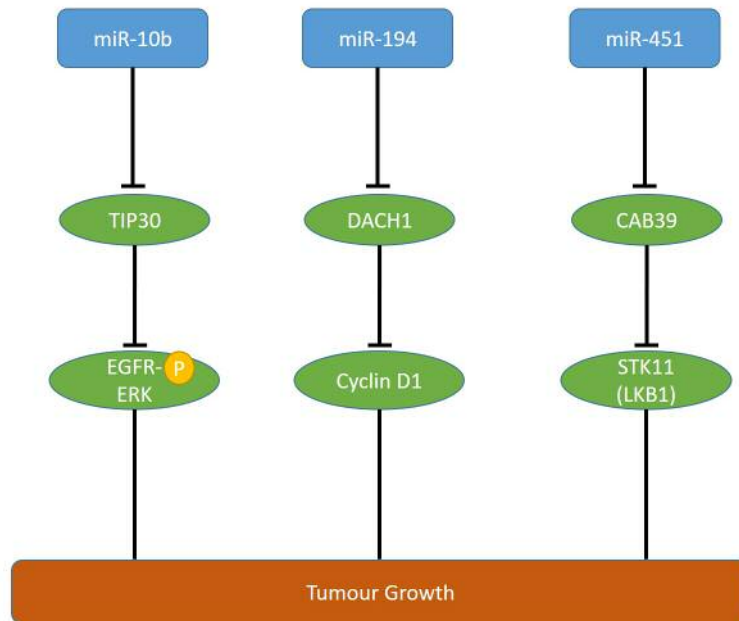 miR-10b
miR-194
miR-451
TIP30
DACH1
CAB39
EGFR-
ERK
P
Cyclin D1
STK11
(LKB1)
Tumour Growth